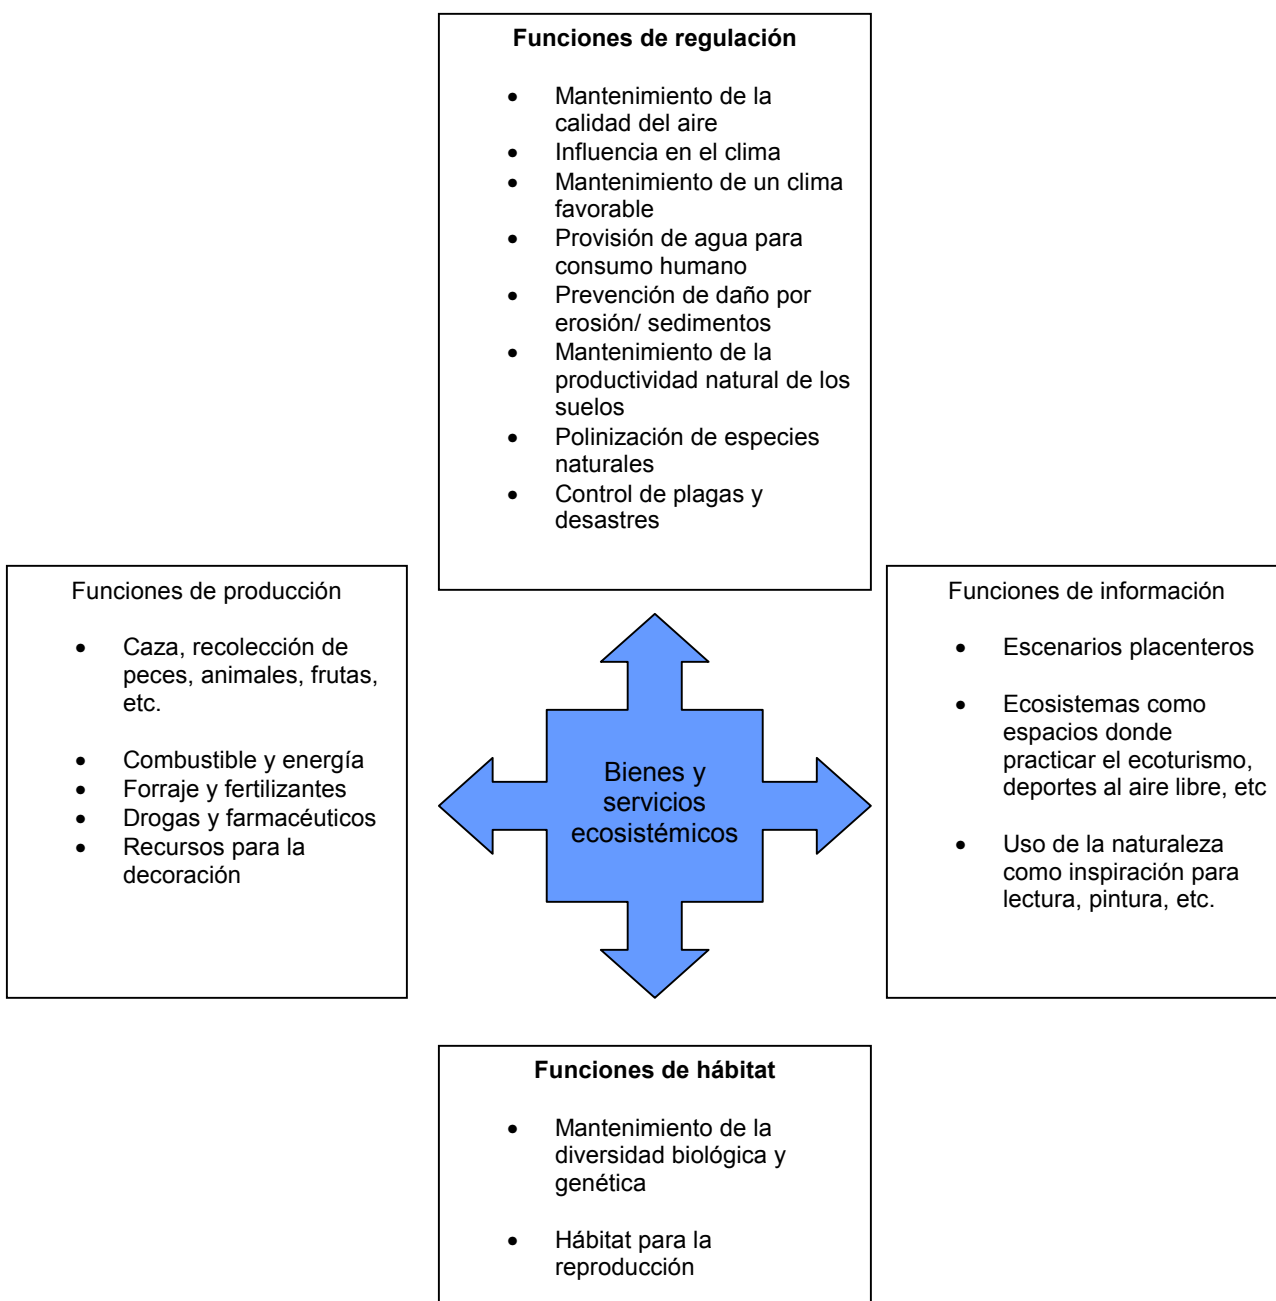 Funciones de regulación
• Mantenimiento de la
calidad del aire
• Influencia en el clima
• Mantenimiento de un clima
favorable
• Provisión de agua para
consumo humano
• Prevención de daño por
erosión/ sedimentos
• Mantenimiento de la
productividad natural de los
suelos
• Polinización de especies
naturales
• Control de plagas y
desastres
Funciones de producción
• Caza, recolección de
peces, animales, frutas,
etc.
• Combustible y energía
• Forraje y fertilizantes
• Drogas y farmacéuticos
• Recursos para la
decoración
Bienes y
servicios
ecosistémicos
Funciones de información
• Escenarios placenteros
• Ecosistemas como
espacios donde
practicar el ecoturismo,
deportes al aire libre, etc
• Uso de la naturaleza
como inspiración para
lectura, pintura, etc.
Funciones de hábitat
• Mantenimiento de la
diversidad biológica y
genética
• Hábitat para la
reproducción